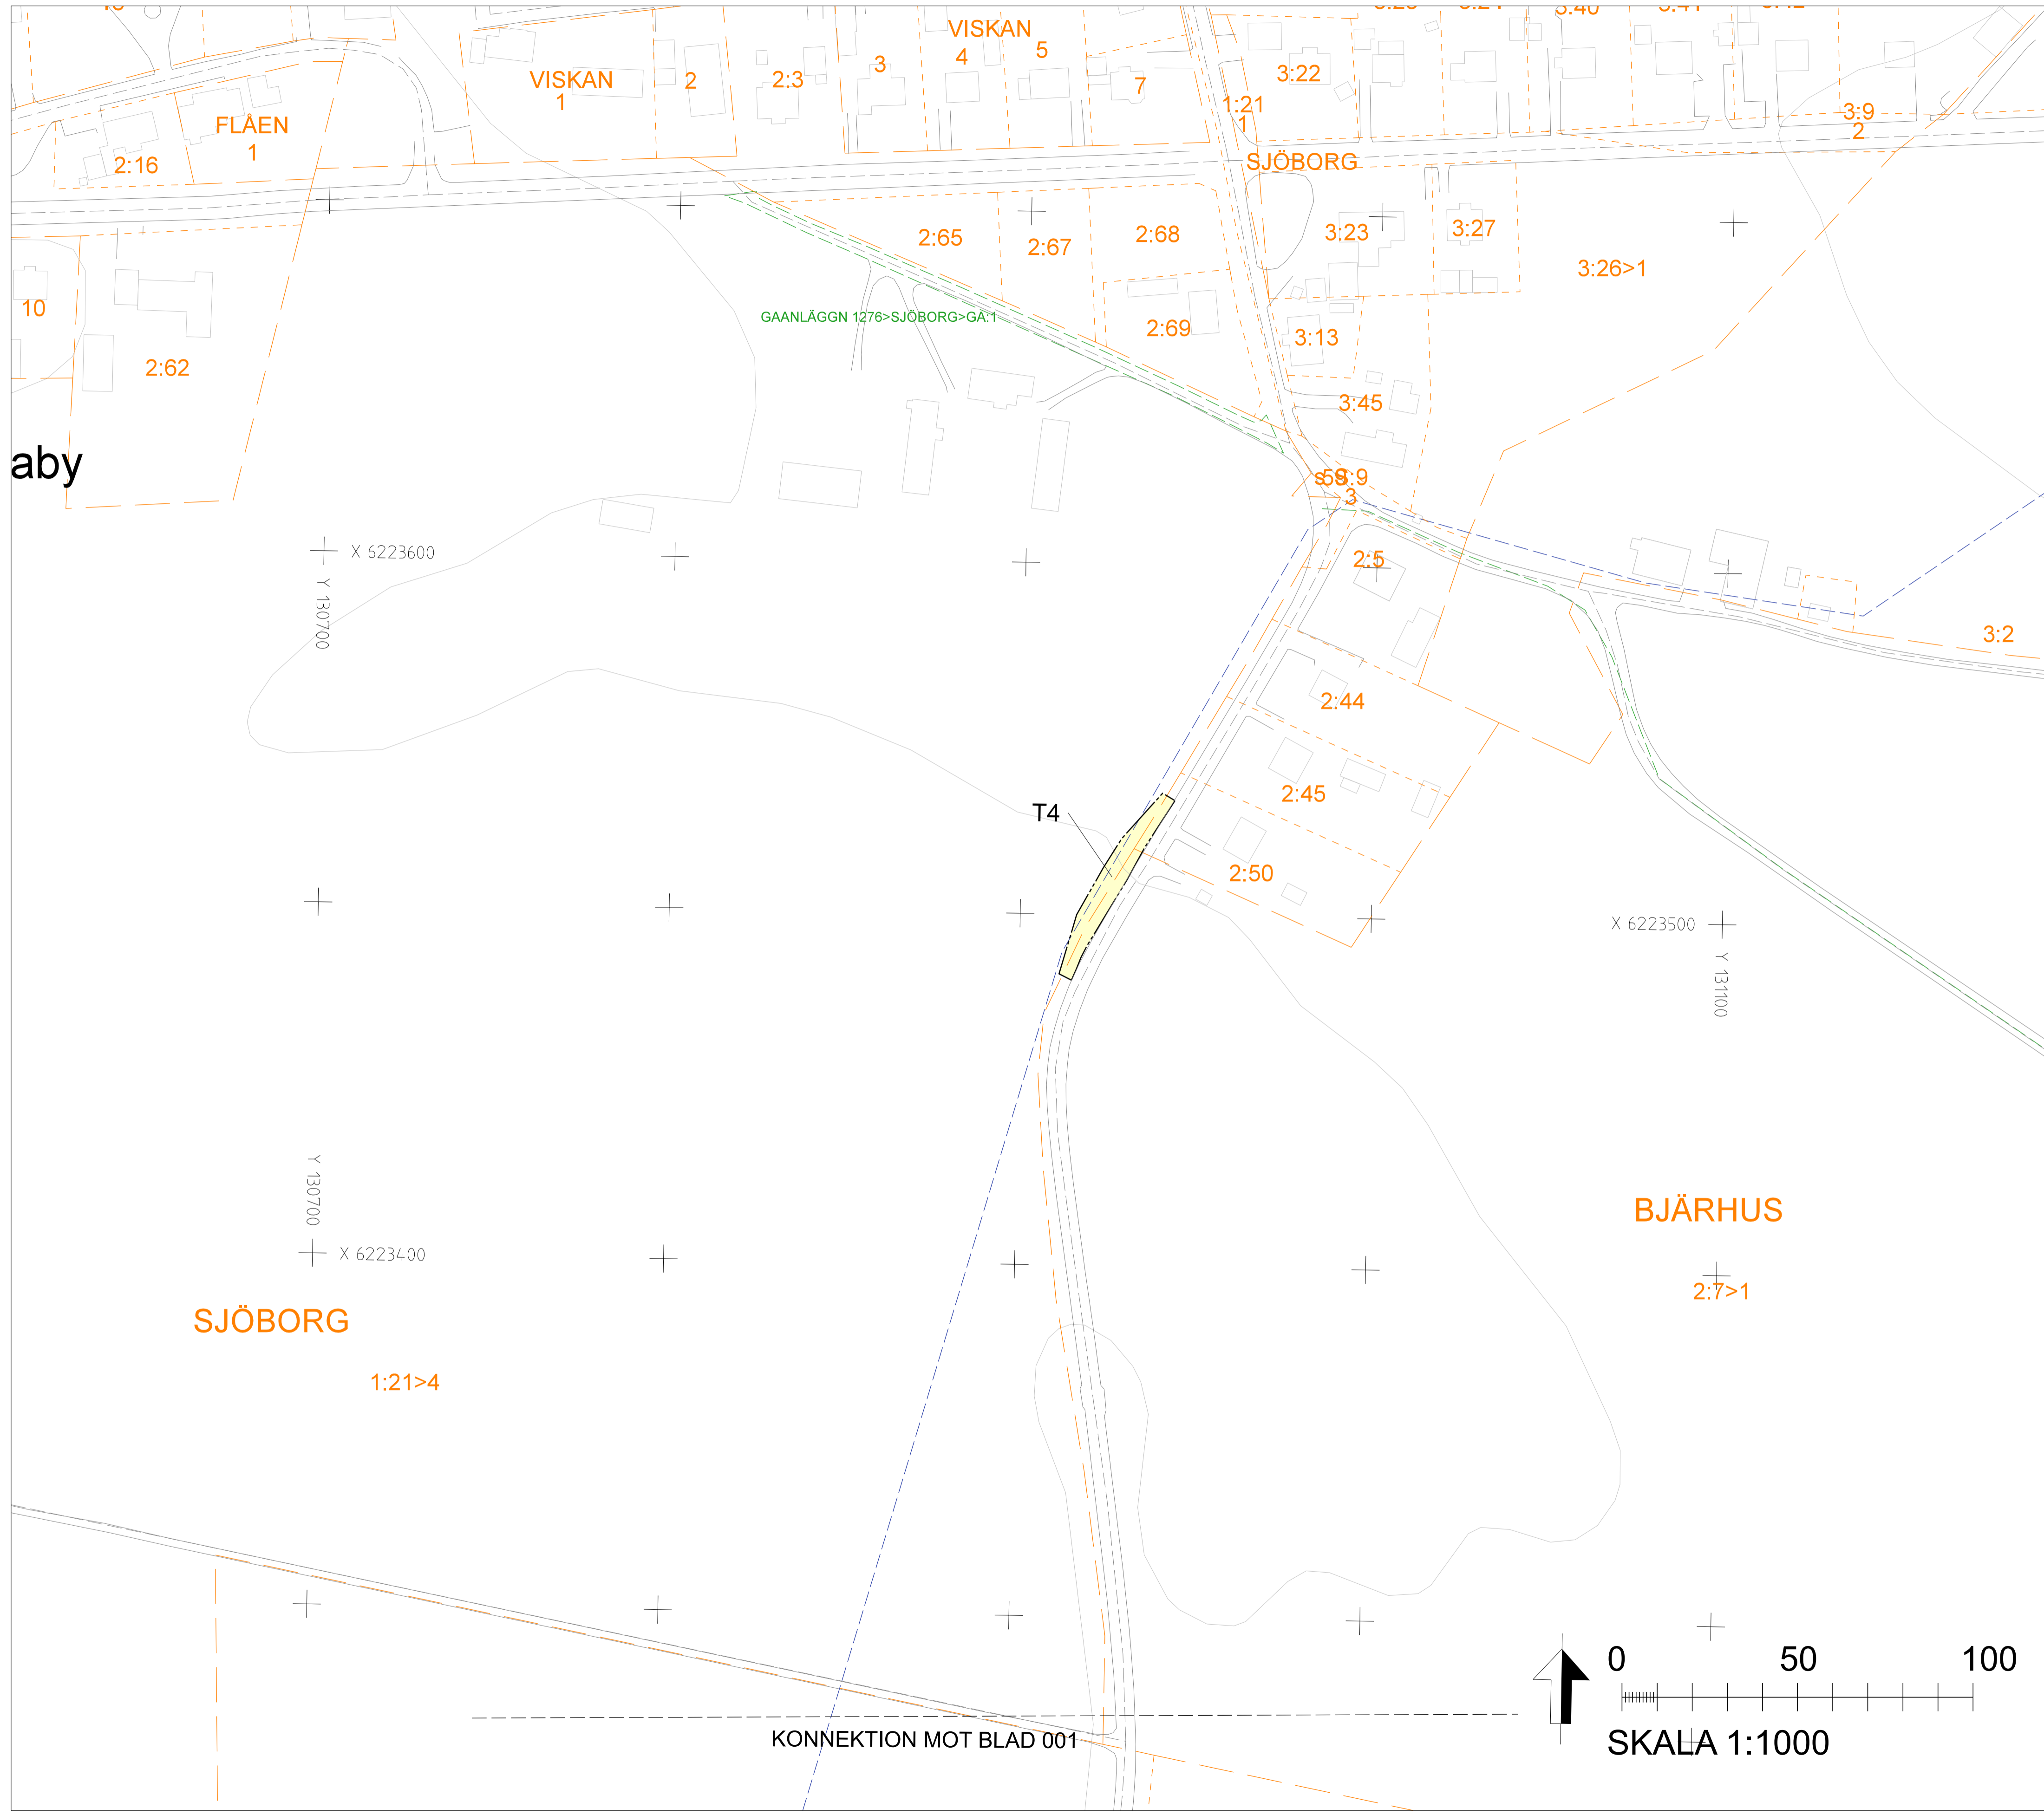 VISKAN
4
5
VISKAN
1
2
2:3
3
7
3:22
1:21
1
3:9
2
FLÅEN
1
2:16
SJÖBORG
2:65
2:67
2:68
3:23
3:27
3:26>1
10
GAANLÄGGN 1276>SJÖBORG>GA:1
2:69
3:13
2:62
3:45
aby
3
X 6223600
Y 130700
2:5
3:2
2:44
2:45
T4
2:50
X 6223500
Y 131100
Y 130700
X 6223400
BJÄRHUS
2:7>1
SJÖBORG
1:21>4
0 50 100
KONNEKTION MOT BLAD 001
SKALA 1:1000